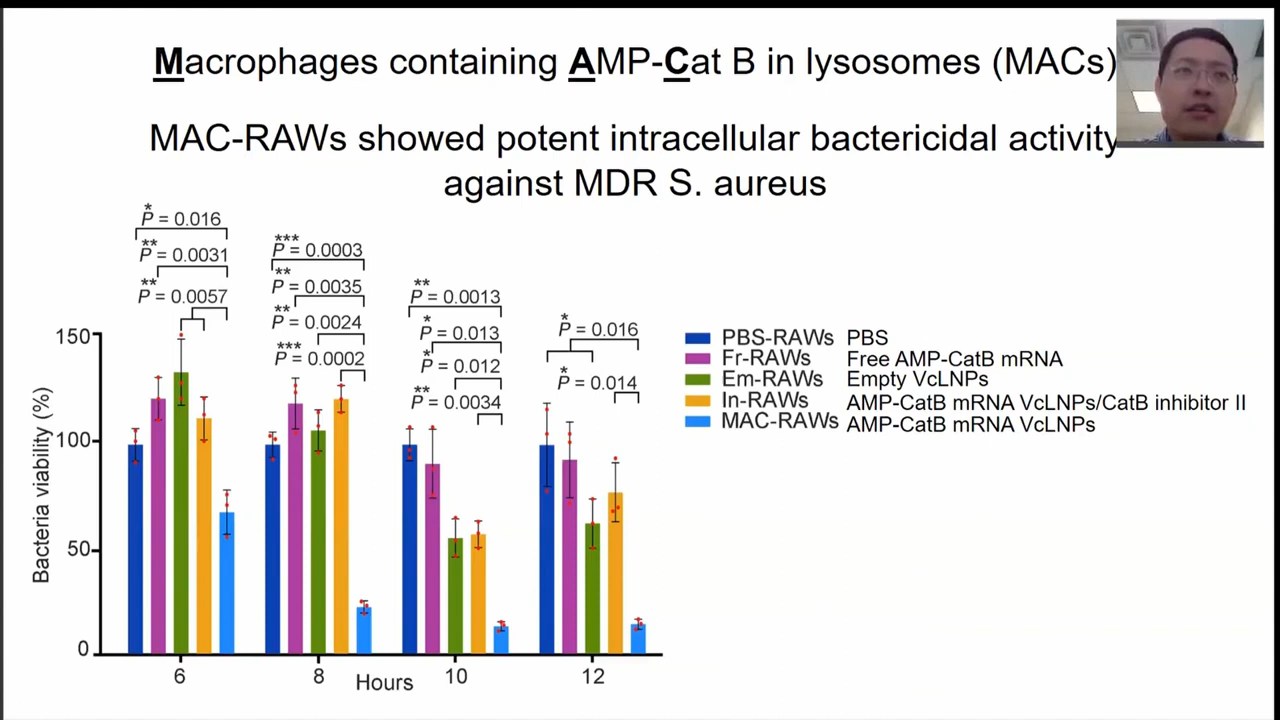 Macrophages containing AMP-Cat B in lysosomes (MACs)
MAC-RAWs showed potent intracellular bactericidal activity
against MDR S. aureus
*
P = 0.016
**
P = 0.0031
**
P = 0.0057
***
P = 0.0003
**
P = 0.0035
**
P = 0.0024
***
P = 0.0002
**
P = 0.0013
*
P = 0.013
*
P = 0.012
**
P = 0.0034
*
P = 0.016
*
P = 0.014
150
100
50
0
Bacteria viability (%)
6
8
10
12
Hours
PBS-RAWs PBS
Fr-RAWs Free AMP-CatB mRNA
Em-RAWs Empty VcLNPs
In-RAWs AMP-CatB mRNA VcLNPs/CatB inhibitor II
MAC-RAWs AMP-CatB mRNA VcLNPs